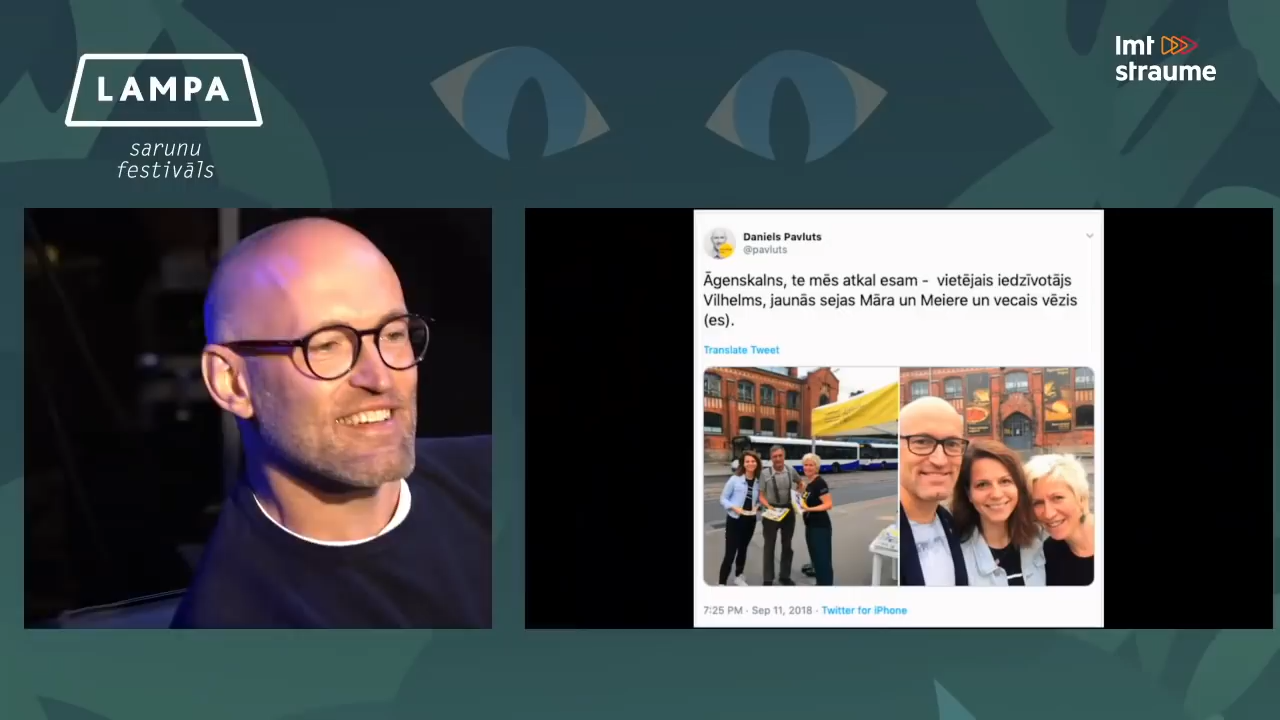 LAMPA
sarunu
festivāls
lmt
straume
Daniels Pavluts
@pavluts
Āgenskalns, te mēs atkal esam - vietējais iedzīvotājs
Vilhelms, jaunās sejas Māra un Meiere un vecais vēzis
(es).
Translate Tweet
7:25 PM · Sep 11, 2018 · Twitter for iPhone